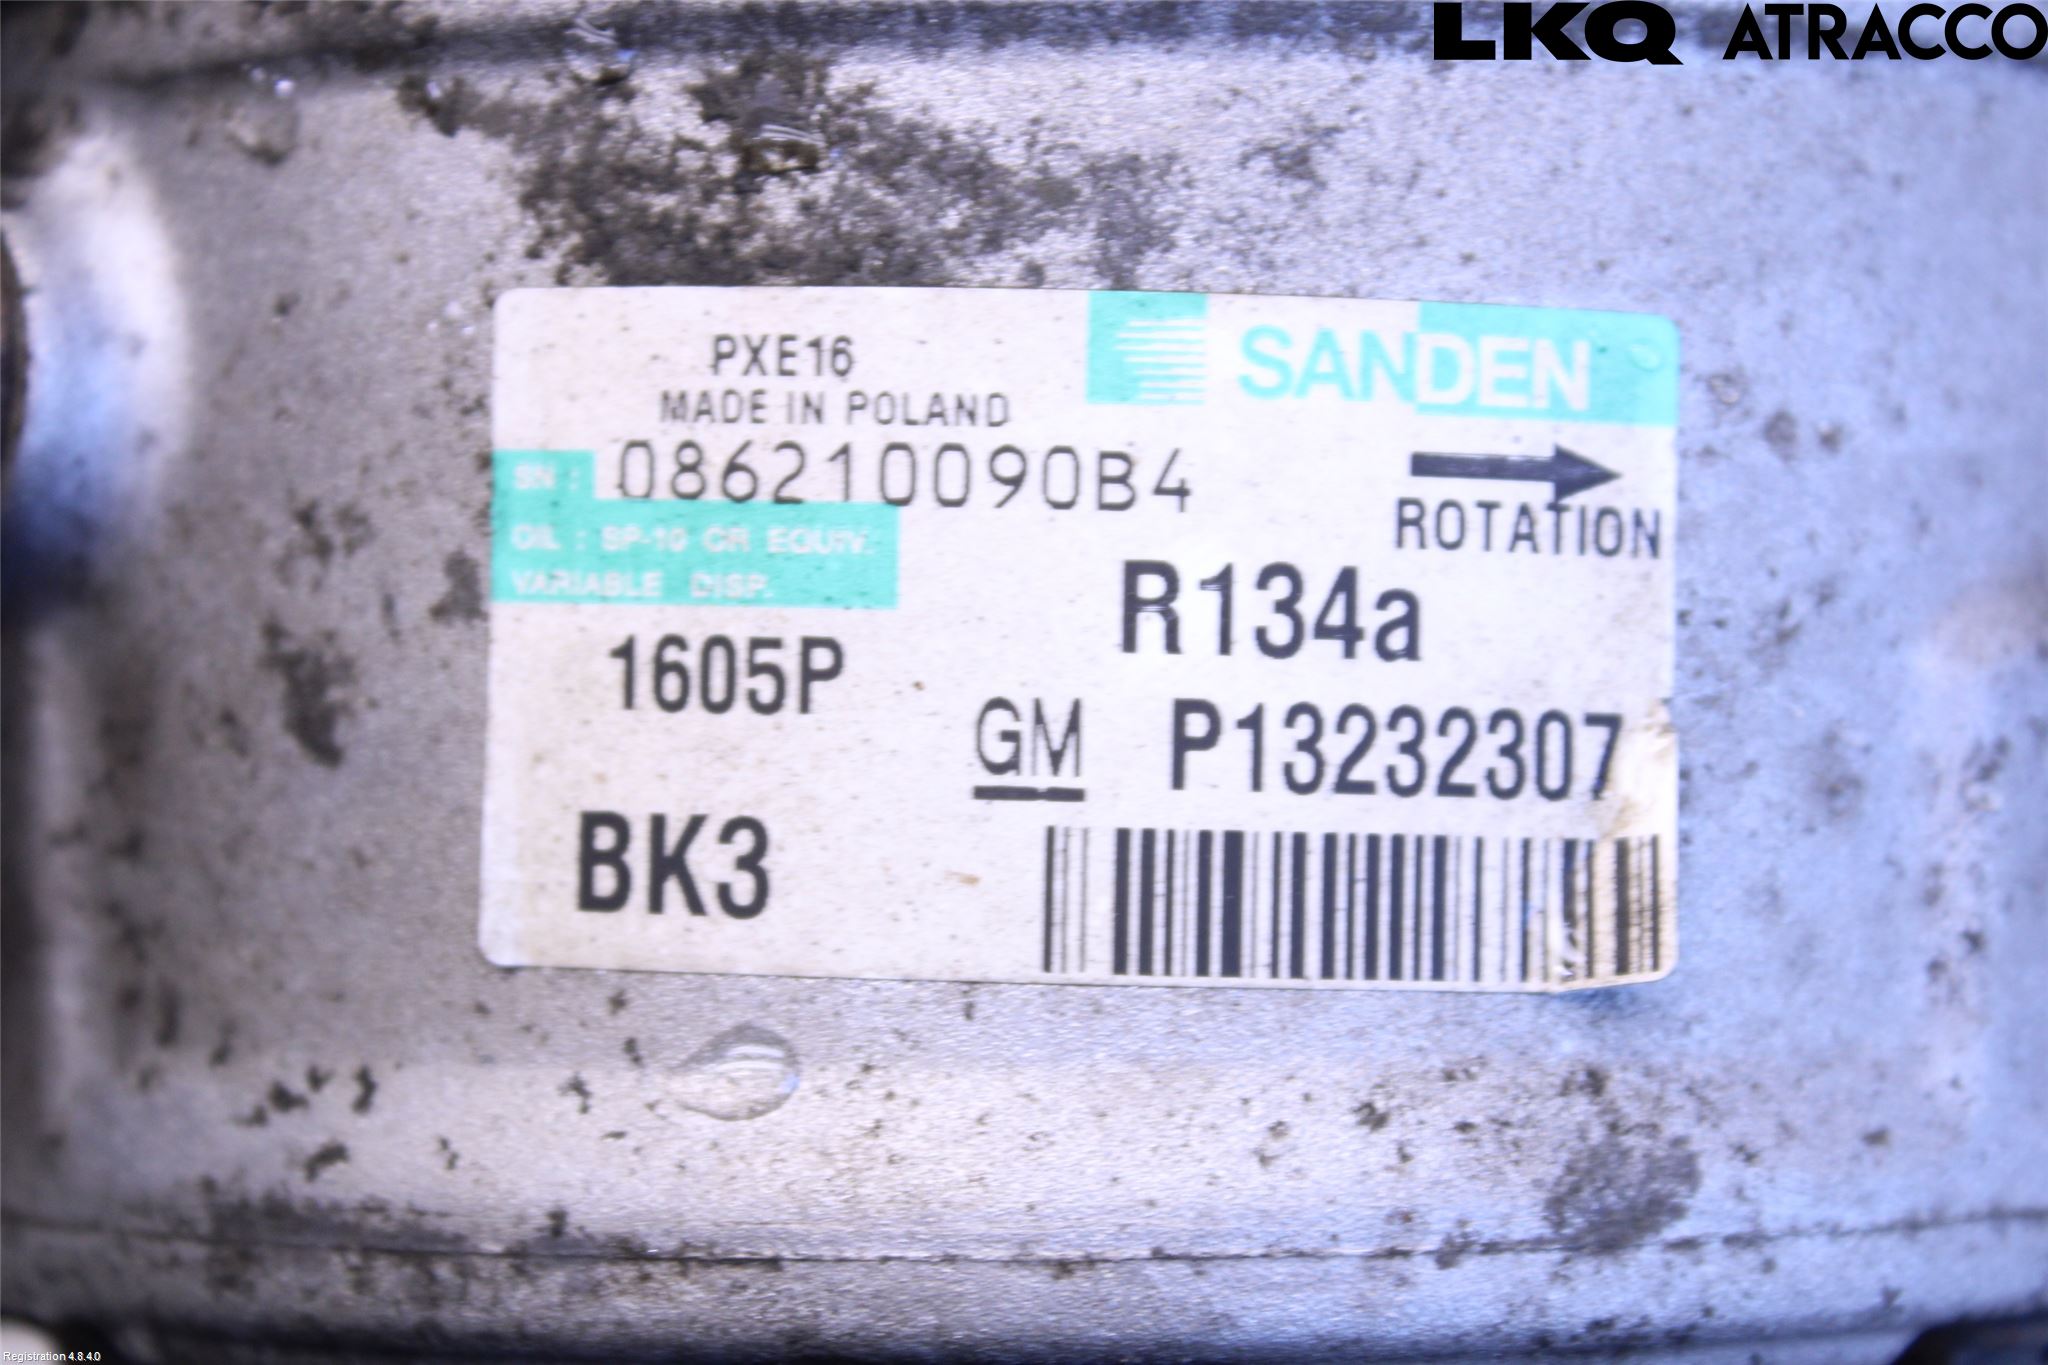 LKQ ATRACCO
PXE16
SANDEN
MADE IN POLAND
SN : 086210090B4
ROTATION
OIL : SP-10 OR EQUIV.
VARIABLE DISP.
R134a
1605P
GM P13232307
BK3
Registration 4.8.4.0